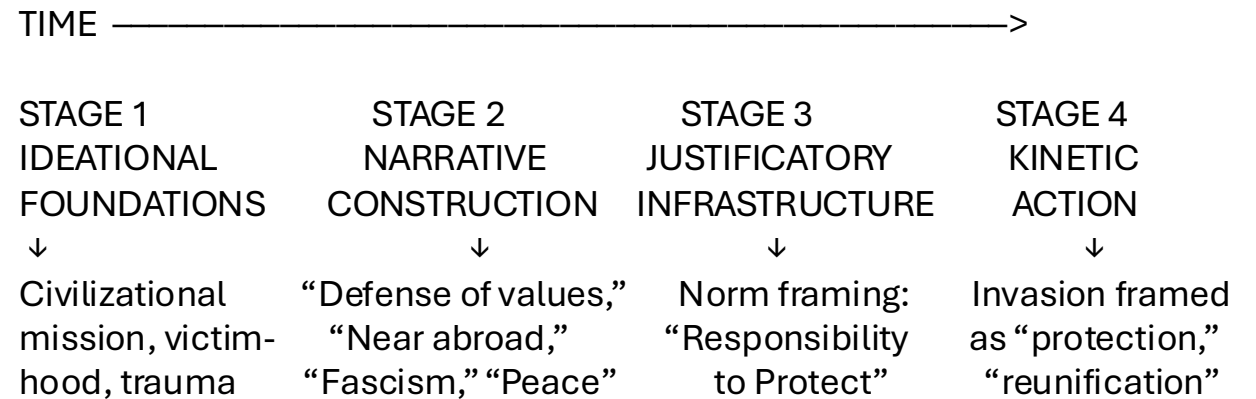 TIME ————————————————————————>
STAGE 1 STAGE 2 STAGE 3 STAGE 4
IDEATIONAL NARRATIVE JUSTIFICATORY KINETIC
FOUNDATIONS CONSTRUCTION INFRASTRUCTURE ACTION
↓ ↓ ↓ ↓
Civilizational “Defense of values,” Norm framing: Invasion framed
mission, victim- “Near abroad,” “Responsibility as “protection,”
hood, trauma “Fascism,” “Peace” to Protect” “reunification”